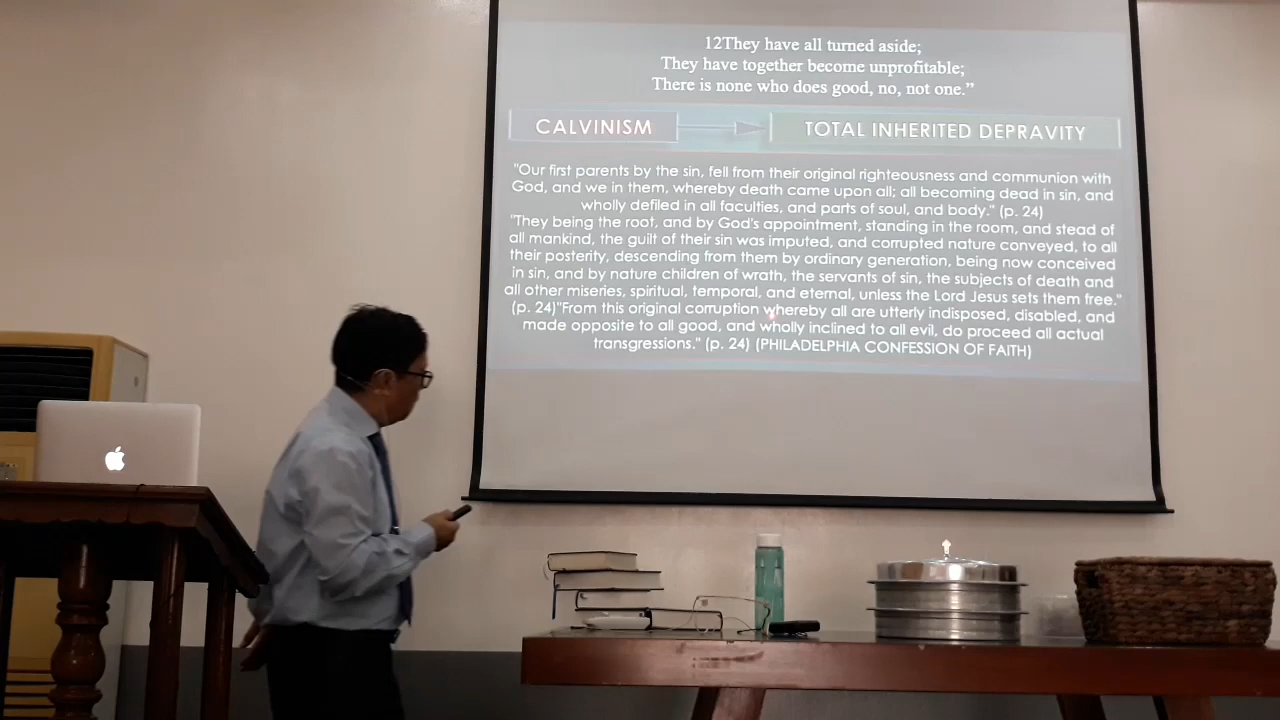 12They have all turned aside;
They have together become unprofitable;
There is none who does good, no, not one.”
CALVINISM
TOTAL INHERITED DEPRAVITY
"Our first parents by the sin, fell from their original righteousness and communion with
God, and we in them, whereby death came upon all; all becoming dead in sin, and
wholly defiled in all faculties, and parts of soul, and body." (p. 24)
"They being the root, and by God's appointment, standing in the room, and stead of
all mankind, the guilt of their sin was imputed, and corrupted nature conveyed, to all
their posterity, descending from them by ordinary generation, being now conceived
in sin, and by nature children of wrath, the servants of sin, the subjects of death and
all other miseries, spiritual, temporal, and eternal, unless the Lord Jesus sets them free."
(p. 24)"From this original corruption whereby all are utterly indisposed, disabled, and
made opposite to all good, and wholly inclined to all evil, do proceed all actual
transgressions." (p. 24) (PHILADELPHIA CONFESSION OF FAITH)